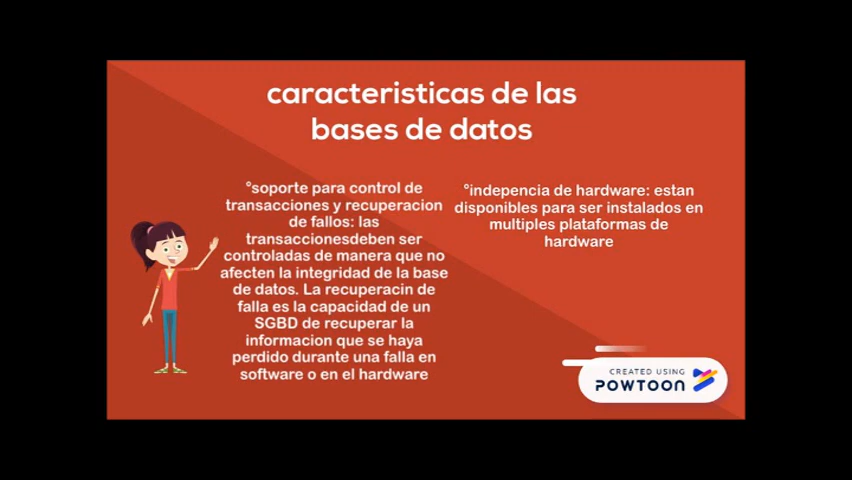 caracteristicas de las
bases de datos
°soporte para control de
transacciones y recuperacion
de fallos: las
transaccionesdeben ser
controladas de manera que no
afecten la integridad de la base
de datos. La recuperacin de
falla es la capacidad de un
SGBD de recuperar la
informacion que se haya
perdido durante una falla en
software o en el hardware
°indepencia de hardware: estan
disponibles para ser instalados en
multiples plataformas de
hardware
CREATED USING
POWTOON